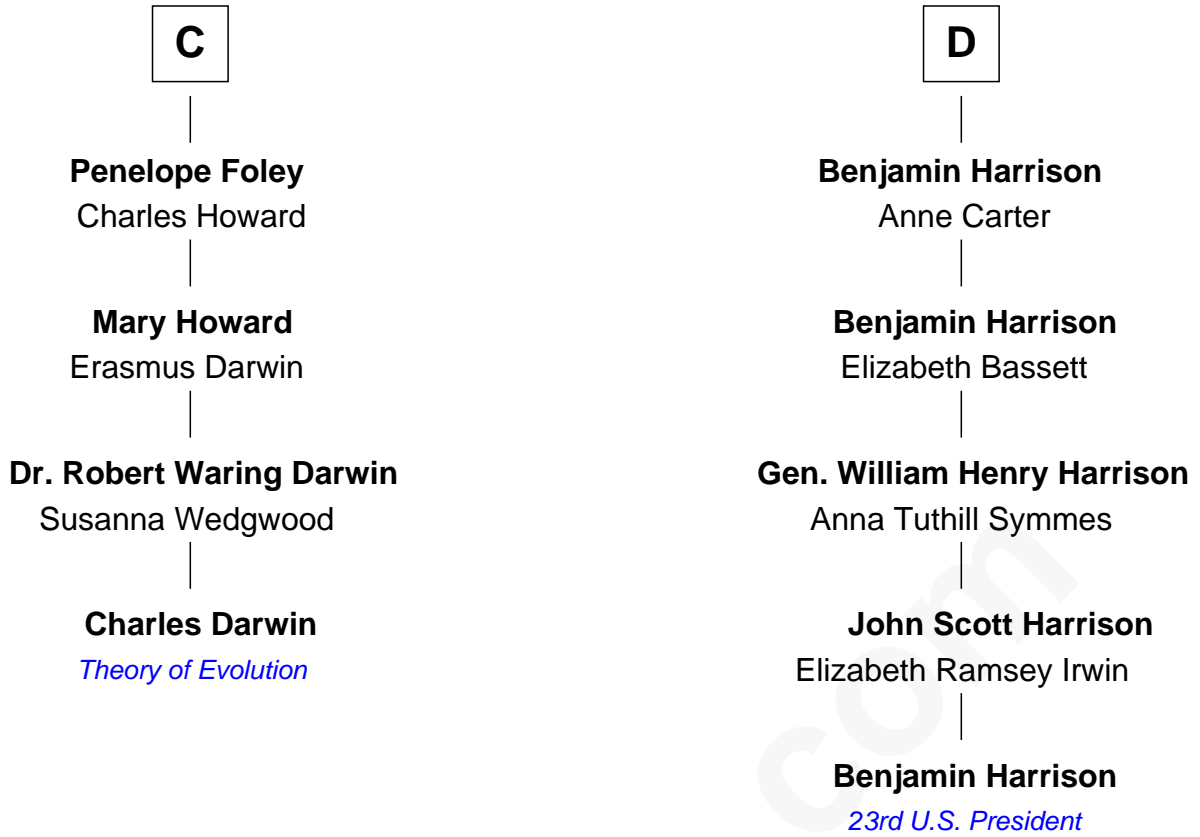 C
Penelope Foley
Charles Howard
Mary Howard
Erasmus Darwin
Dr. Robert Waring Darwin
Susanna Wedgwood
Charles Darwin
Theory of Evolution
D
Benjamin Harrison
Anne Carter
Benjamin Harrison
Elizabeth Bassett
Gen. William Henry Harrison
Anna Tuthill Symmes
John Scott Harrison
Elizabeth Ramsey Irwin
Benjamin Harrison
23rd U.S. President
com